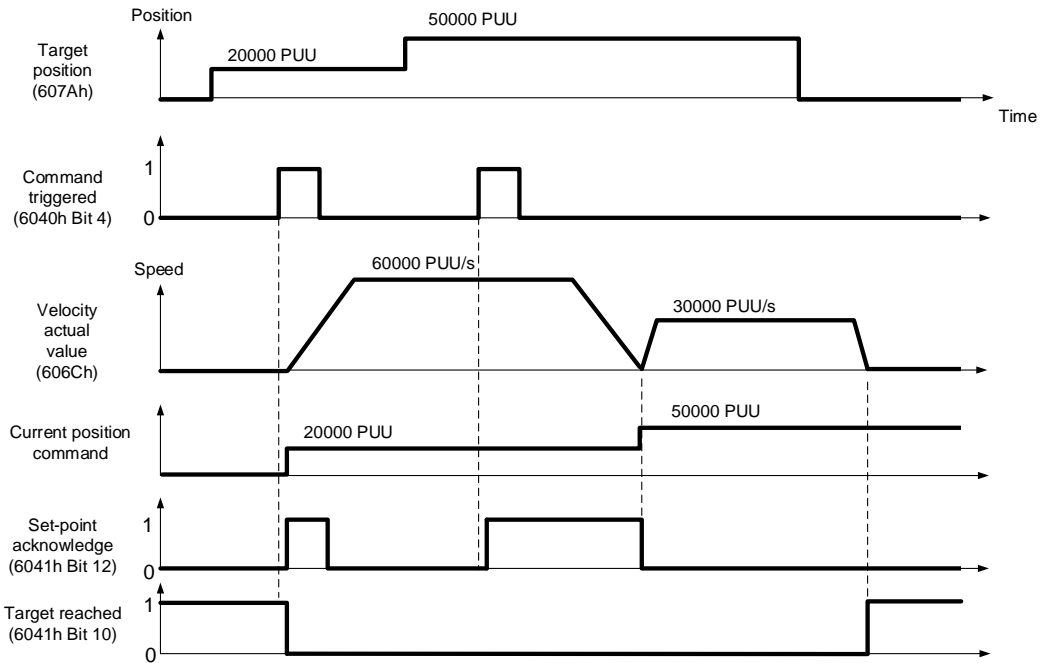 Position
50000 PUU
20000 PUU
Target
position
(607Ah)
Time
Command
triggered
(6040h Bit 4)
1
0
Speed
60000 PUU/s
30000 PUU/s
Velocity
actual
value
(606Ch)
50000 PUU
20000 PUU
Current position
command
Set-point
acknowledge
(6041h Bit 12)
1
0
Target reached
(6041h Bit 10)
1
0